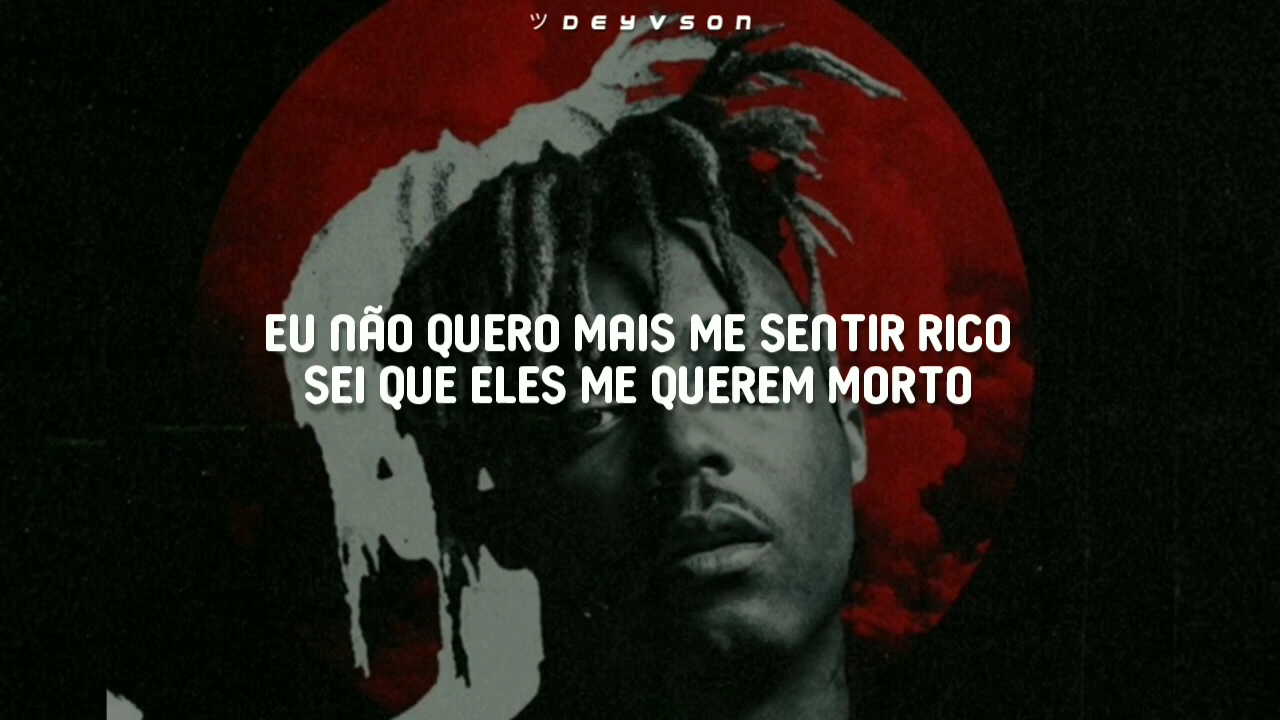 ツ DEYVSON
EU NÃO QUERO MAIS ME SENTIR RICO
SEI QUE ELES ME QUEREM MORTO